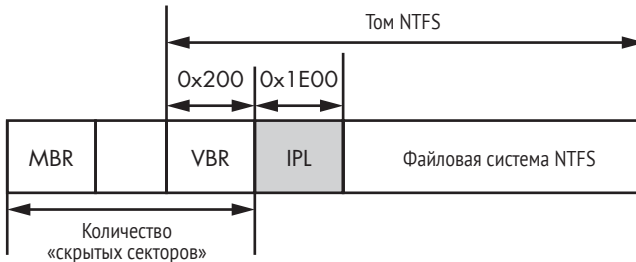 Том NTFS
0x200
0x1E00
MBR
VBR
IPL
Файловая система NTFS
Количество
«скрытых секторов»